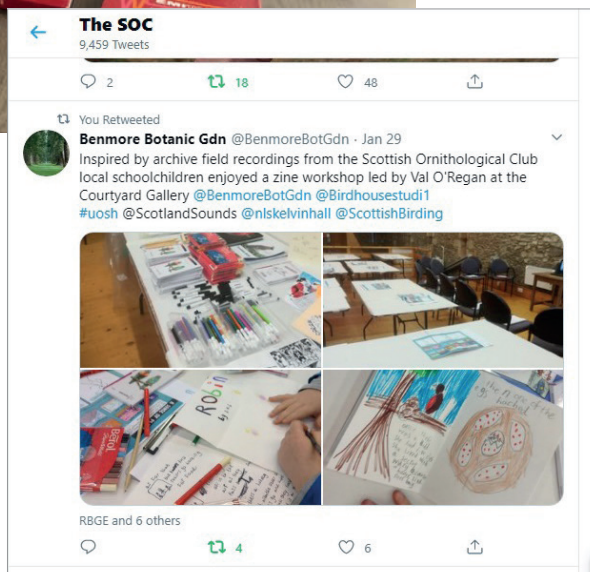 The SOC
9,459 Tweets
2 18 48
You Retweeted
Benmore Botanic Gdn @BenmoreBotGdn · Jan 29
Inspired by archive field recordings from the Scottish Ornithological Club
local schoolchildren enjoyed a zine workshop led by Val O'Regan at the
Courtyard Gallery @BenmoreBotGdn @Birdhousestudi1
#uosh @ScotlandSounds @nlskelvinhall @ScottishBirding
ROBIN
Berol
the
RBGE and 6 others
4 6